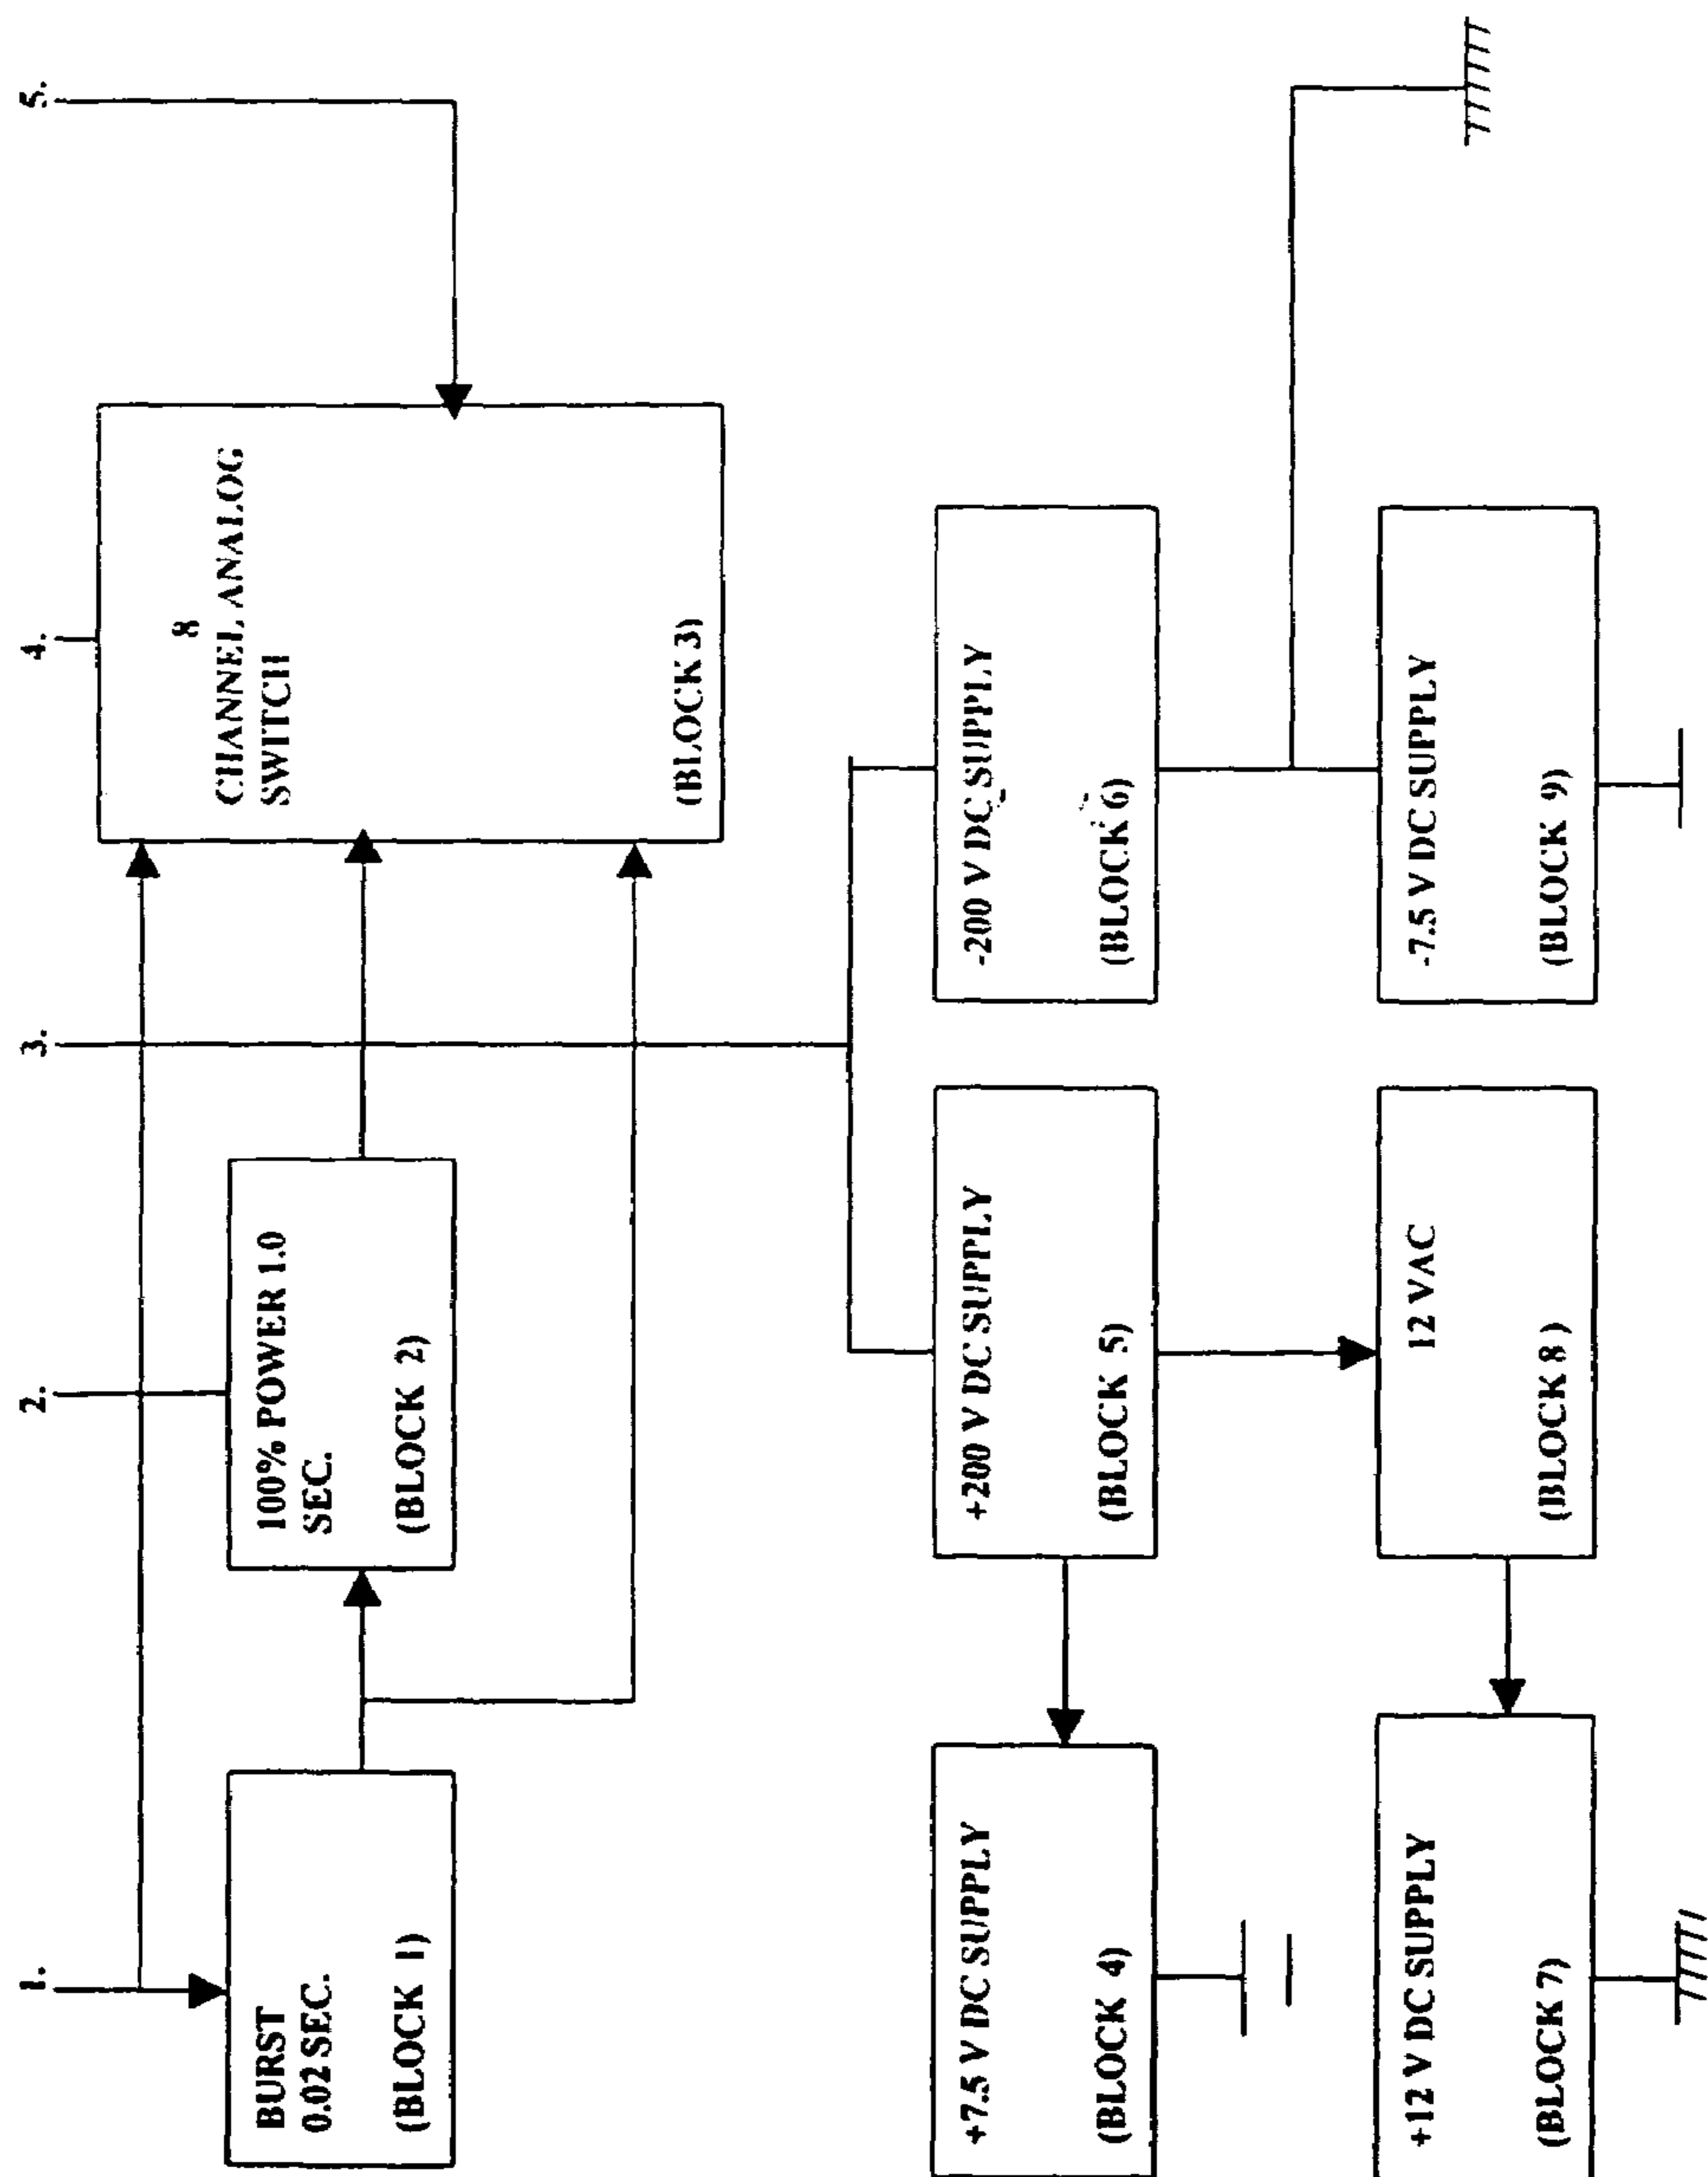 1.
2.
3.
4.
5.
BURST
0.02 SEC.
(BLOCK 1)
100% POWER 1.0
SEC.
(BLOCK 2)
8
CHANNEL ANALOG
SWITCH
(BLOCK 3)
+7.5 V DC SUPPLY
(BLOCK 4)
+200 V DC SUPPLY
(BLOCK 5)
-200 V DC SUPPLY
(BLOCK 6)
+12 V DC SUPPLY
(BLOCK 7)
12 VAC
(BLOCK 8)
-7.5 V DC SUPPLY
(BLOCK 9)